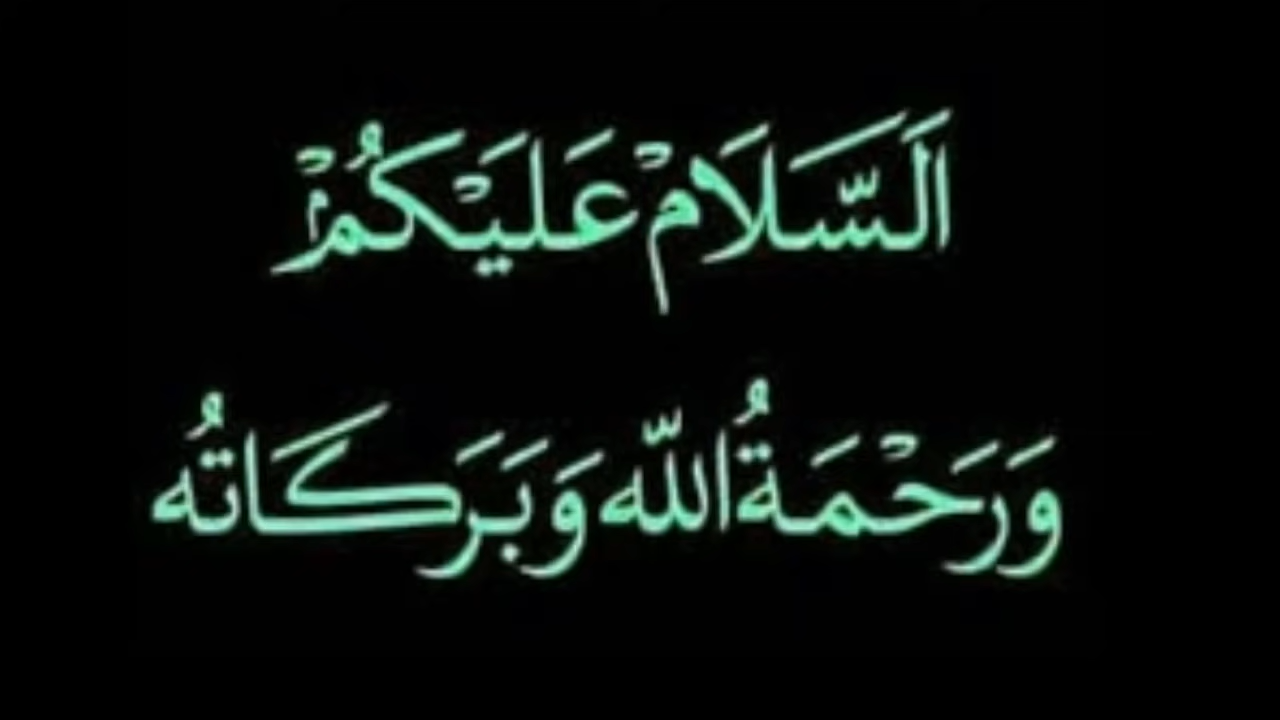 اَلسَّلَامْ عَلَيْكُمْ
وَرَحْمَةُ اللّه وَبَرَكَاتُه